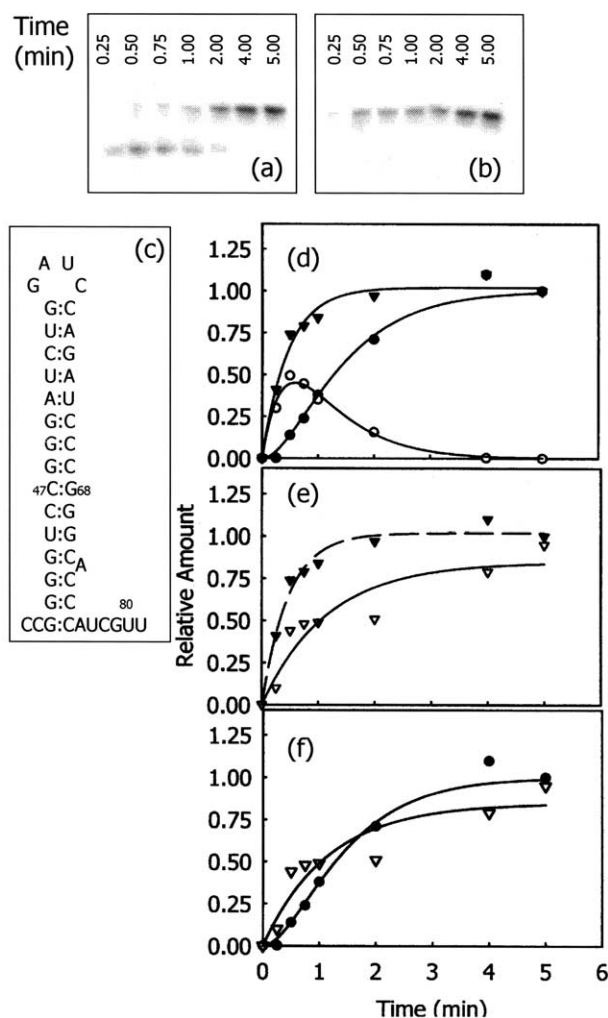 Time
(min)
0.25
0.50
0.75
1.00
2.00
4.00
5.00
(a)
0.25
0.50
0.75
1.00
2.00
4.00
5.00
(b)
(c)
A U
G C
G:C
U:A
C:G
U:A
A:U
G:C
G:C
G:C
47C:G68
C:G
U:G
G:CA
G:C
G:C
80
CCG:CAUCGUU
Relative Amount
(d)
1.25
1.00
0.75
0.50
0.25
0.00
(e)
1.25
1.00
0.75
0.50
0.25
0.00
(f)
1.25
1.00
0.75
0.50
0.25
0.00
0 1 2 3 4 5 6
Time (min)